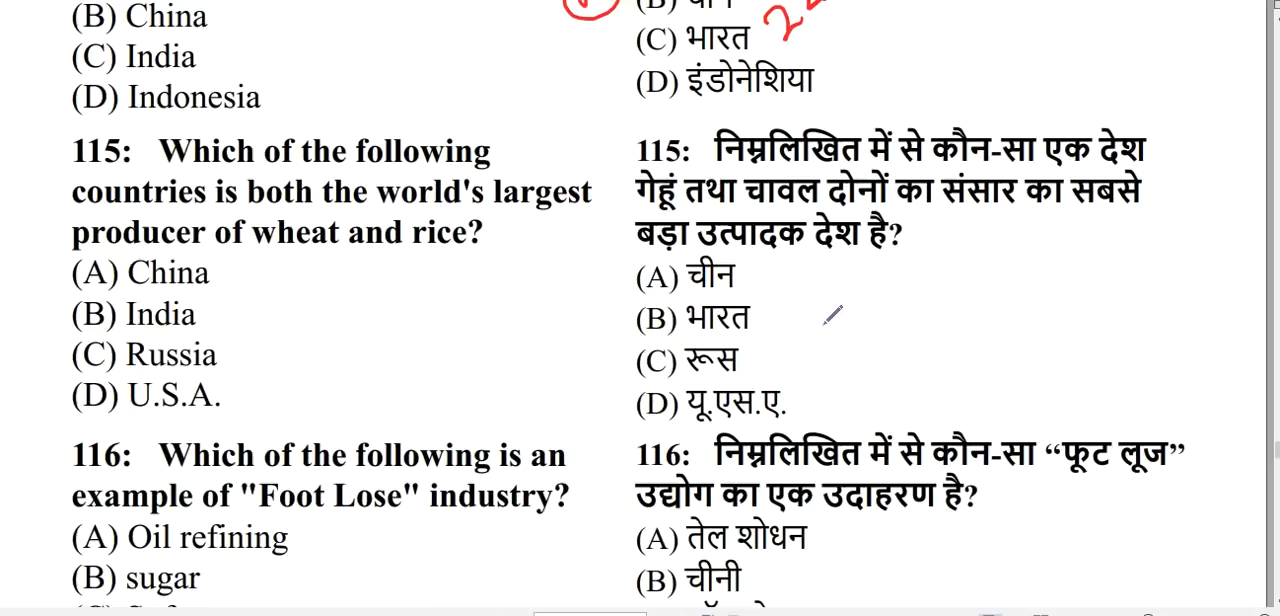 (B) China
(C) India
(D) Indonesia
115: Which of the following
countries is both the world's largest
producer of wheat and rice?
(A) China
(B) India
(C) Russia
(D) U.S.A.
116: Which of the following is an
example of "Foot Lose" industry?
(A) Oil refining
(B) sugar
(C) भारत
(D) इंडोनेशिया
115: निम्नलिखित में से कौन-सा एक देश
गेहूं तथा चावल दोनों का संसार का सबसे
बड़ा उत्पादक देश है?
(A) चीन
(B) भारत
(C) रूस
(D) यू.एस.ए.
116: निम्नलिखित में से कौन-सा “फूट लूज”
उद्योग का एक उदाहरण है?
(A) तेल शोधन
(B) चीनी